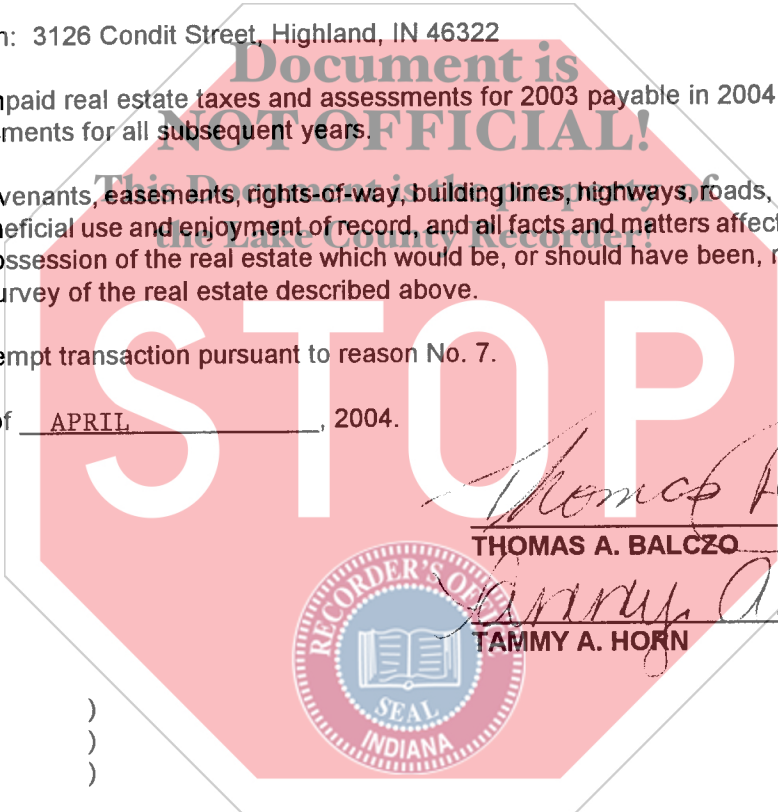 n: 3126 Condit Street, Highland, IN 46322
Document is
npaid real estate taxes and assessments for 2003 payable in 2004
ments for all subsequent years.
NOT OFFICIAL!
This Document is the property of
venants, easements, rights-of-way, building lines, highways, roads,
neficial use and enjoyment of record, and all facts and matters affect
the Lake County Recorder!
ossession of the real estate which would be, or should have been, r
urvey of the real estate described above.
STOP
empt transaction pursuant to reason No. 7.
of APRIL, 2004.
Thomas
THOMAS A. BALCZO
Tammy A.
TAMMY A. HORN
RECORDER'S OFFICE
SEAL
INDIANA
)
)
)